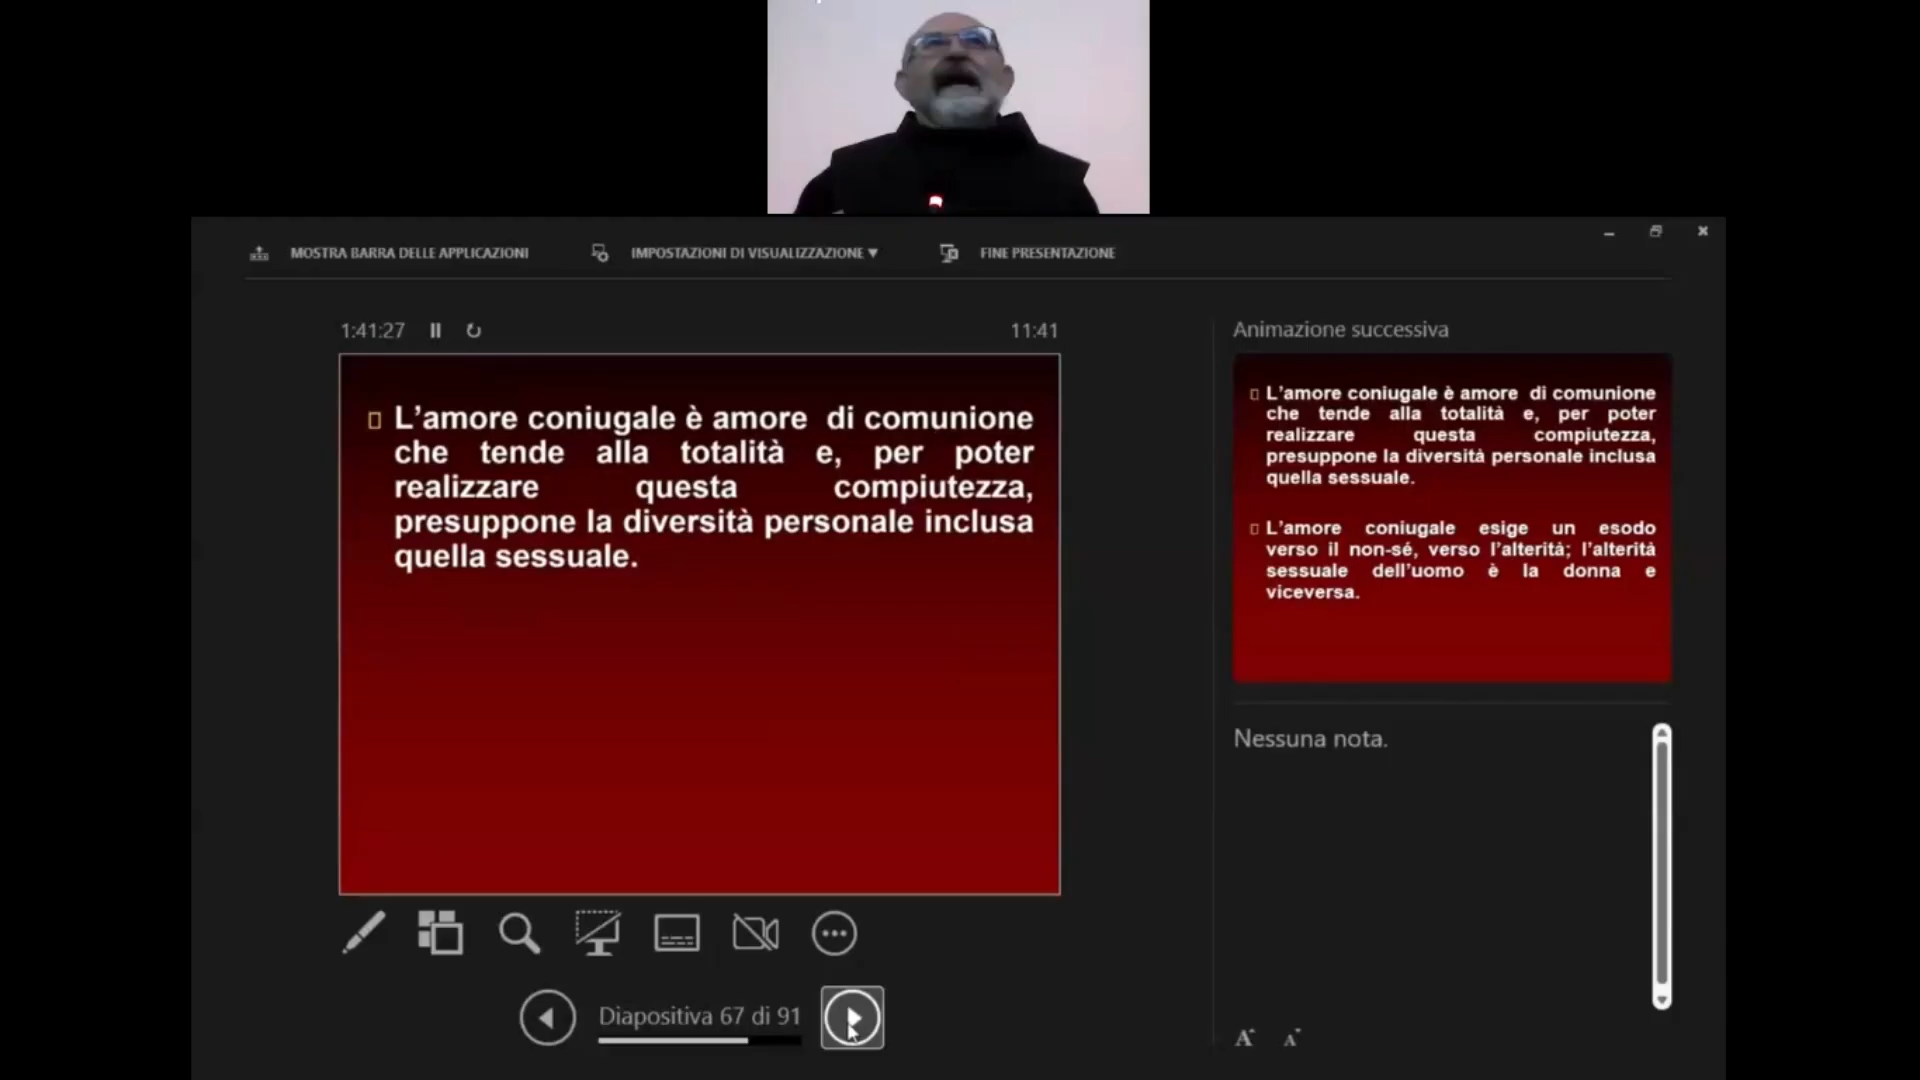 MOSTRA BARRA DELLE APPLICAZIONI
IMPOSTAZIONI DI VISUALIZZAZIONE ▼
FINE PRESENTAZIONE
1:41:27
11:41
L’amore coniugale è amore di comunione
che tende alla totalità e, per poter
realizzare questa compiutezza,
presuppone la diversità personale inclusa
quella sessuale.
Diapositiva 67 di 91
Animazione successiva
L’amore coniugale è amore di comunione
che tende alla totalità e, per poter
realizzare questa compiutezza,
presuppone la diversità personale inclusa
quella sessuale.
L’amore coniugale esige un esodo
verso il non-sé, verso l’alterità; l’alterità
sessuale dell’uomo è la donna e
viceversa.
Nessuna nota.
A A